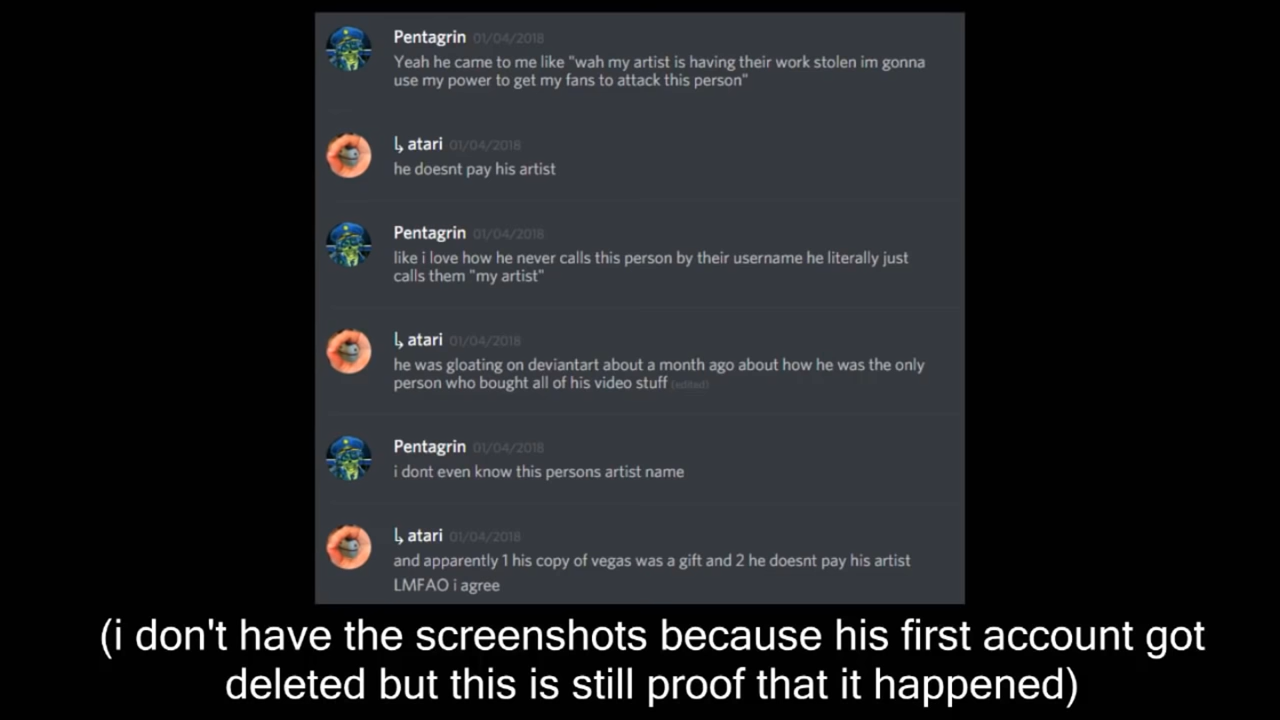 Pentagrin 01/04/2018
Yeah he came to me like "wah my artist is having their work stolen im gonna
use my power to get my fans to attack this person"
ȴ atari 01/04/2018
he doesnt pay his artist
Pentagrin 01/04/2018
like i love how he never calls this person by their username he literally just
calls them "my artist"
ȴ atari 01/04/2018
he was gloating on deviantart about a month ago about how he was the only
person who bought all of his video stuff (edited)
Pentagrin 01/04/2018
i dont even know this persons artist name
ȴ atari 01/04/2018
and apparently 1 his copy of vegas was a gift and 2 he doesnt pay his artist
LMFAO i agree
(i don't have the screenshots because his first account got
deleted but this is still proof that it happened)